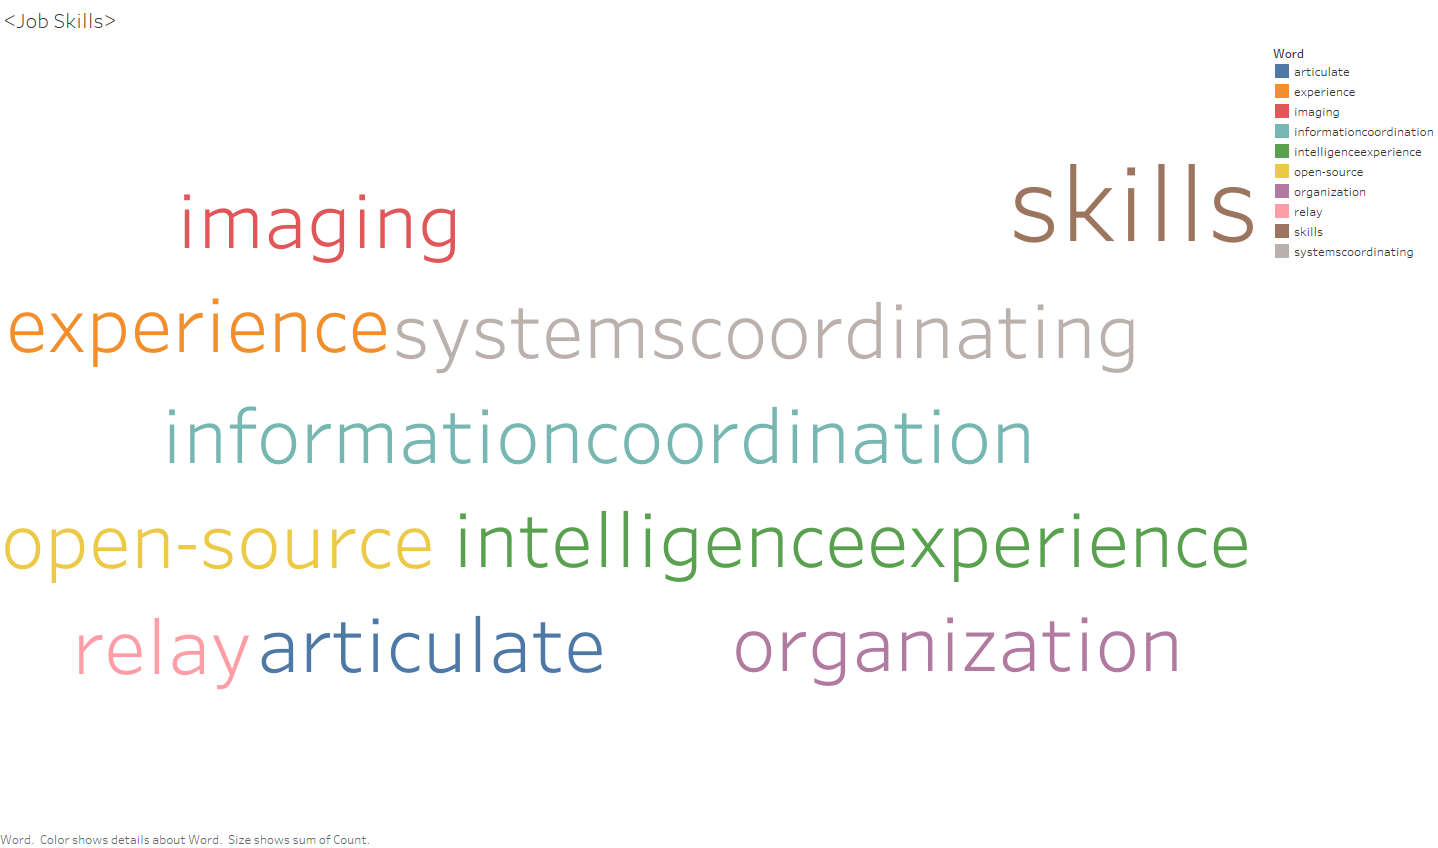 <Job Skills>
Word
articulate
experience
imaging
informationcoordination
intelligenceexperience
open-source
organization
relay
skills
systemscoordinating
skills
imaging
experience systemscoordinating
informationcoordination
open-source intelligenceexperience
relay articulate organization
Word. Color shows details about Word. Size shows sum of Count.